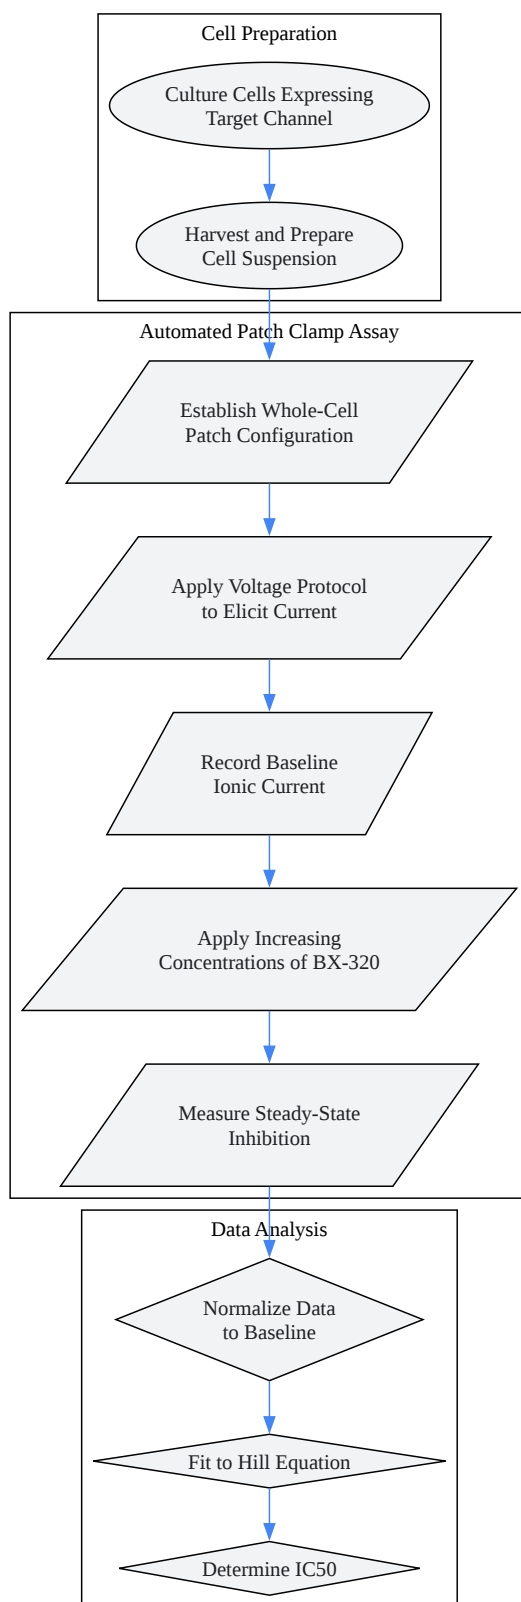 Cell Preparation
Culture Cells Expressing
Target Channel
Harvest and Prepare
Cell Suspension
Automated Patch Clamp Assay
Establish Whole-Cell
Patch Configuration
Apply Voltage Protocol
to Elicit Current
Record Baseline
Ionic Current
Apply Increasing
Concentrations of BX-320
Measure Steady-State
Inhibition
Data Analysis
Normalize Data
to Baseline
Fit to Hill Equation
Determine IC50